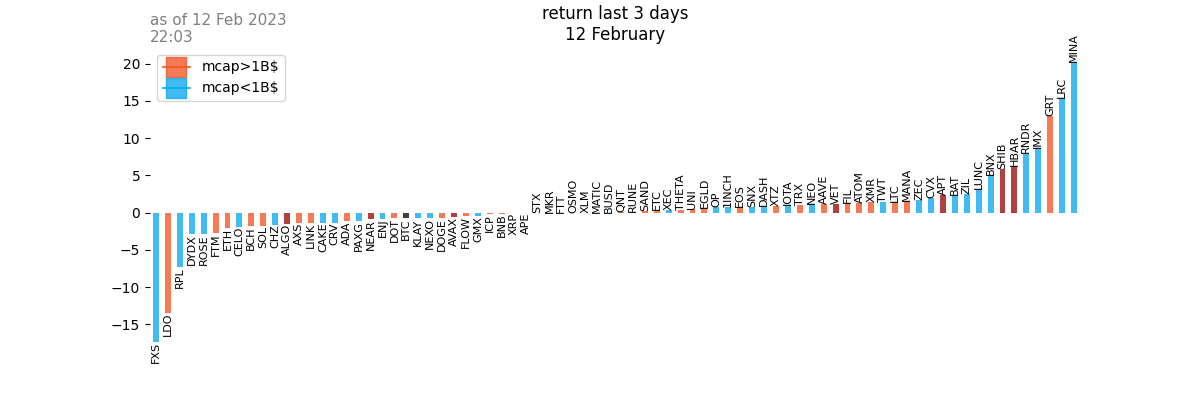 as of 12 Feb 2023
22:03
return last 3 days
12 February
mcap>1B$
mcap<1B$
20
15
10
5
0
−5
−10
−15
FXS
LDO
RPL
DYDX
ROSE
FTM
ETH
CELO
BCH
SOL
CHZ
ALGO
AXS
LINK
CAKE
CRV
ADA
PAXG
NEAR
ENJ
DOT
BTC
KLAY
NEXO
DOGE
AVAX
FLOW
GMX
ICP
BNB
XRP
APE
STX
MKR
FTT
OSMO
XLM
MATIC
BUSD
QNT
RUNE
SAND
ETC
XEC
THETA
UNI
EGLD
OP
1INCH
EOS
SNX
DASH
XTZ
IOTA
TRX
NEO
AAVE
VET
FIL
ATOM
XMR
TWT
LTC
MANA
ZEC
CVX
APT
BAT
ZIL
LUNC
BNX
SHIB
HBAR
RNDR
IMX
GRT
LRC
MINA